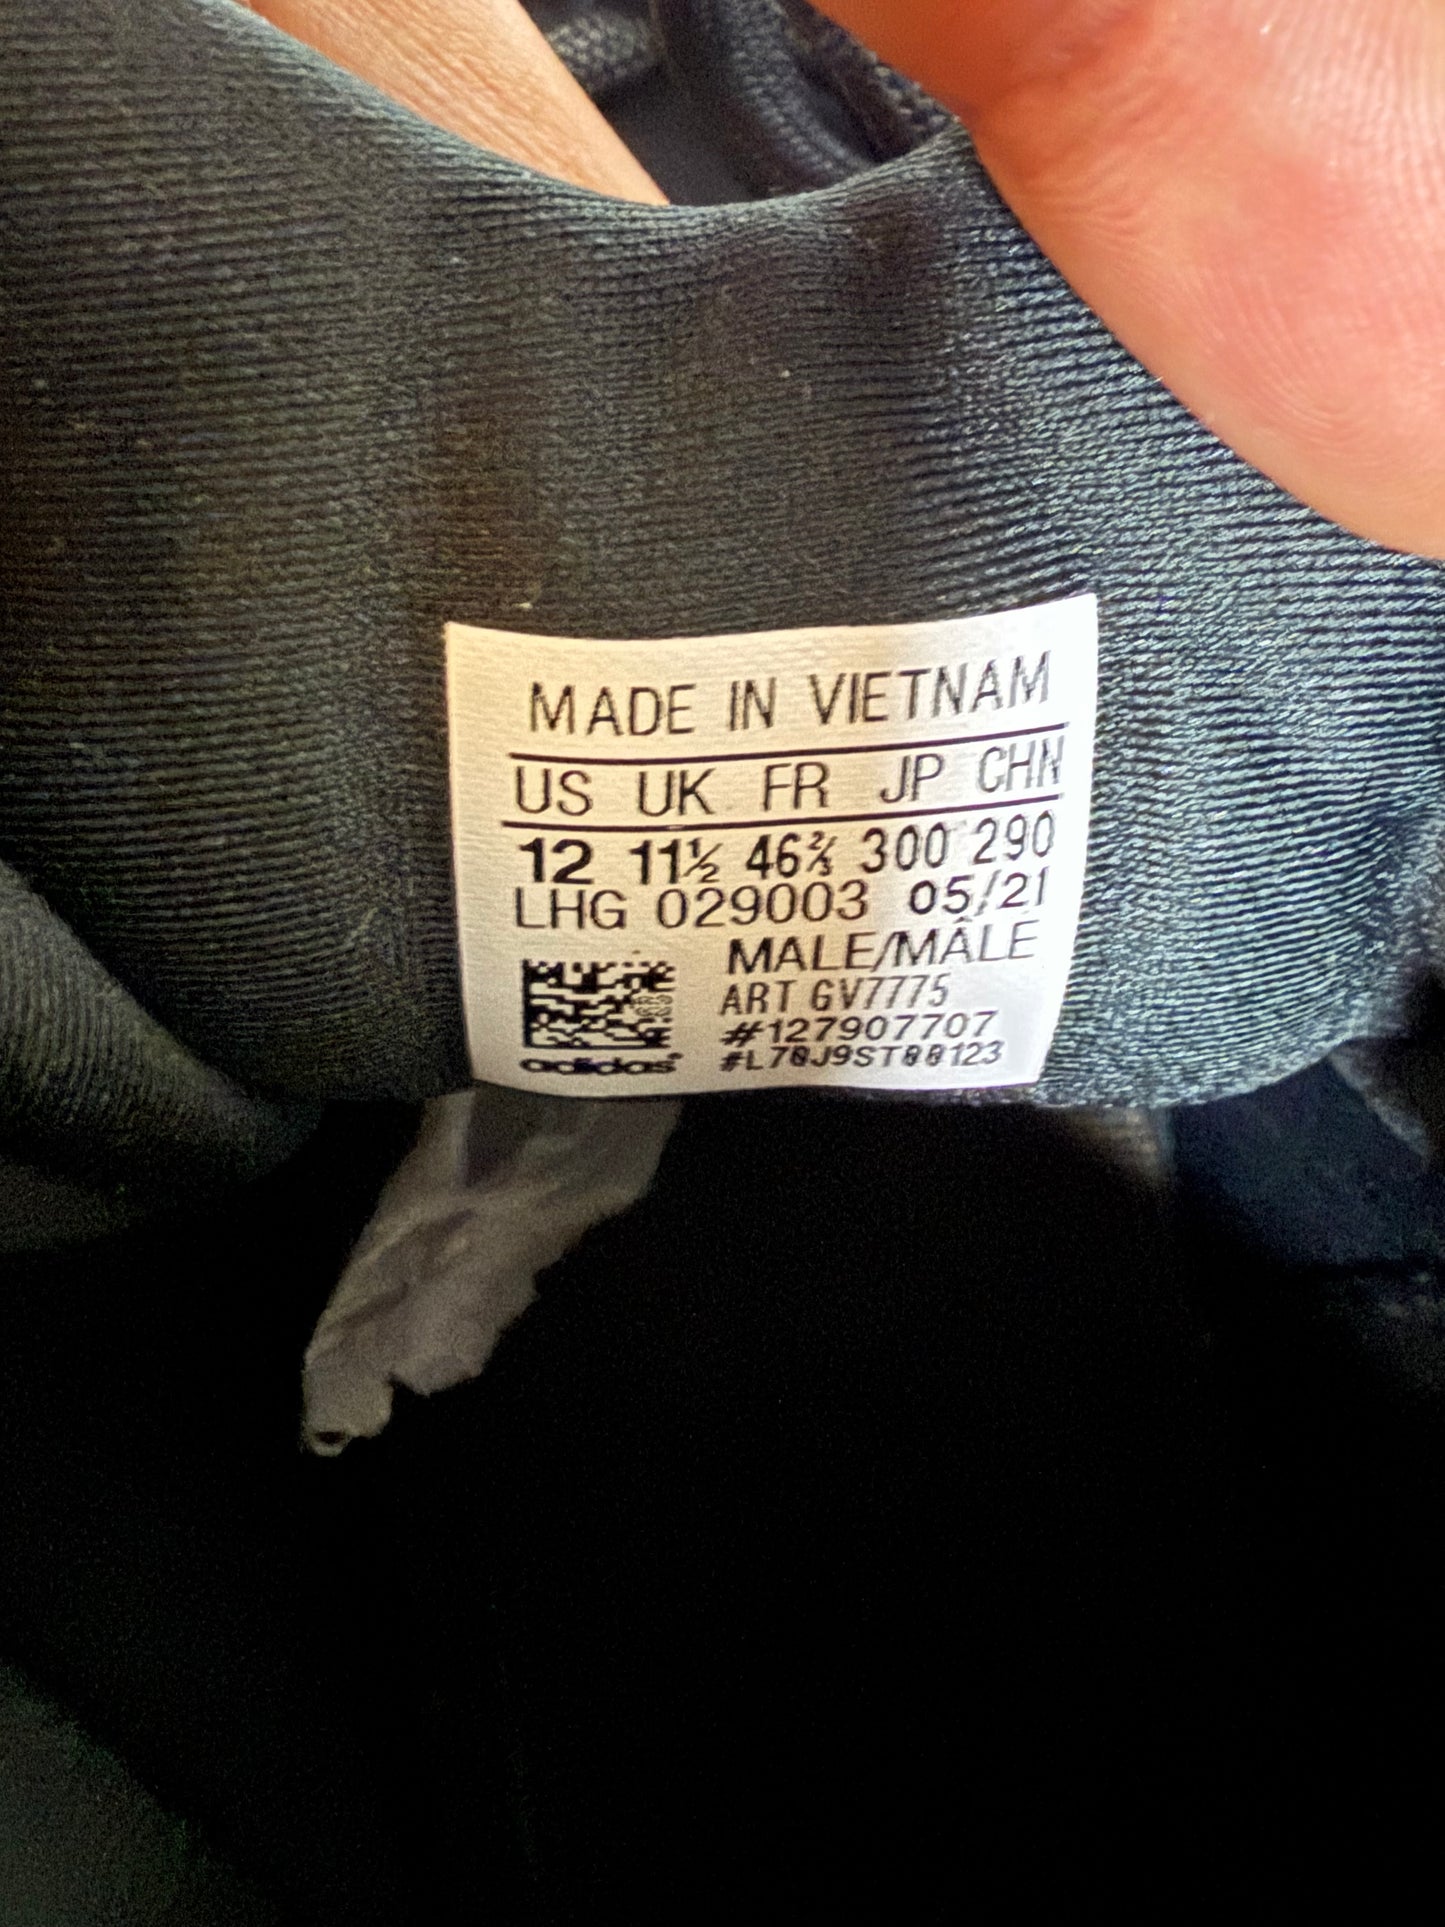 MADE IN VIETNAM
US UK FR JP CHN
12 11½ 46⅔ 300 290
LHG 029003 05/21
MALE/MÂLE
ART GV7775
#127907707
#L70J9ST00123
adidas